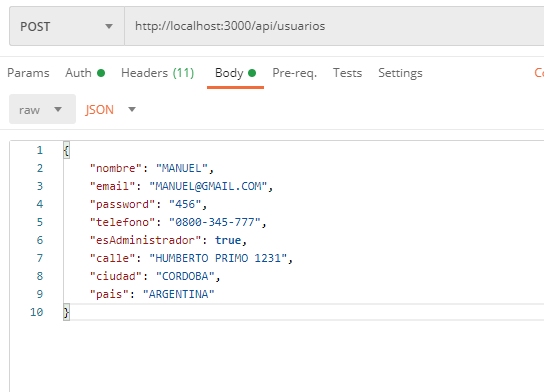 POST http://localhost:3000/api/usuarios
Params Auth Headers (11) Body Pre-req. Tests Settings
raw JSON
1 {
2 "nombre": "MANUEL",
3 "email": "MANUEL@GMAIL.COM",
4 "password": "456",
5 "telefono": "0800-345-777",
6 "esAdministrador": true,
7 "calle": "HUMBERTO PRIMO 1231",
8 "ciudad": "CORDOBA",
9 "pais": "ARGENTINA"
10 }